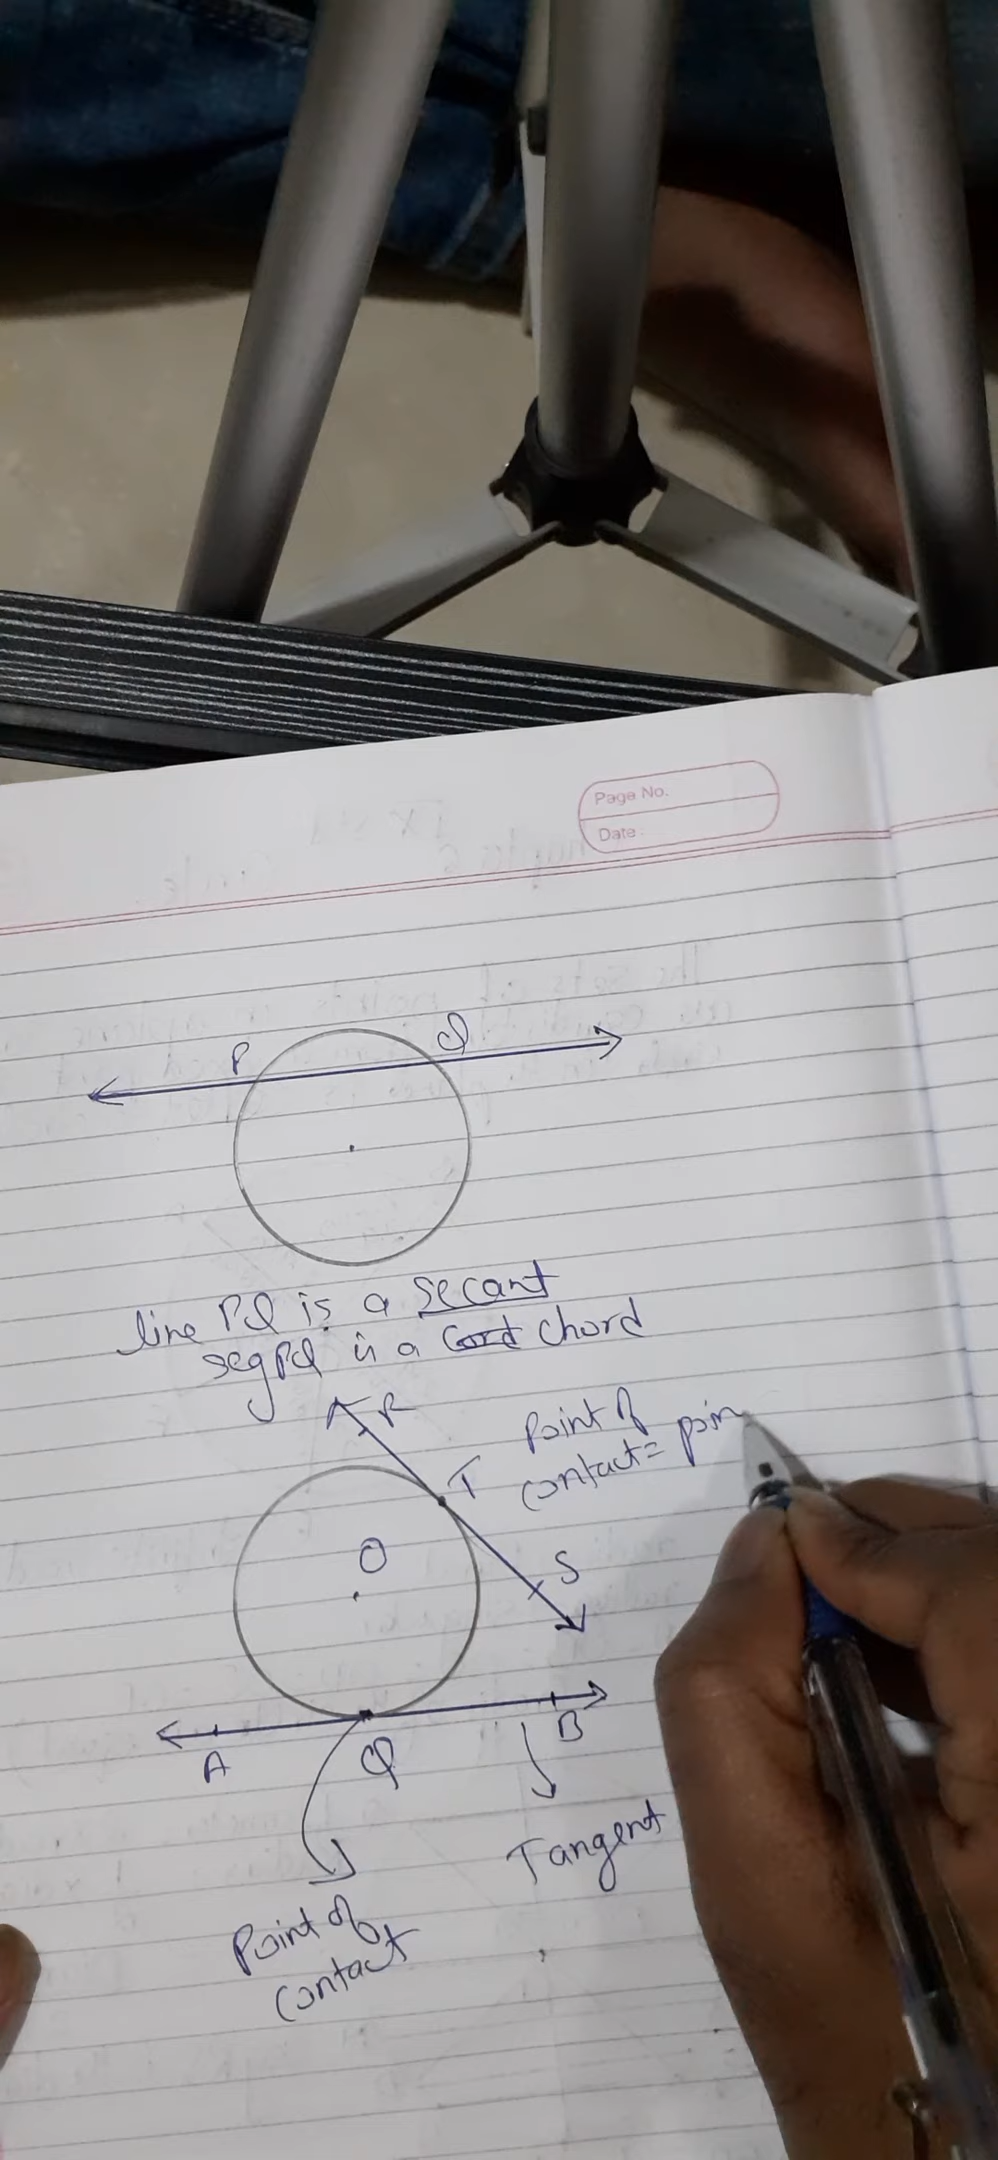 Page No.
Date:
P
Q
line PQ is a secant
seg PQ is a chord
R
Point of
contact = poin
T
O
S
A
Q
B
Tangent
Point of
contact